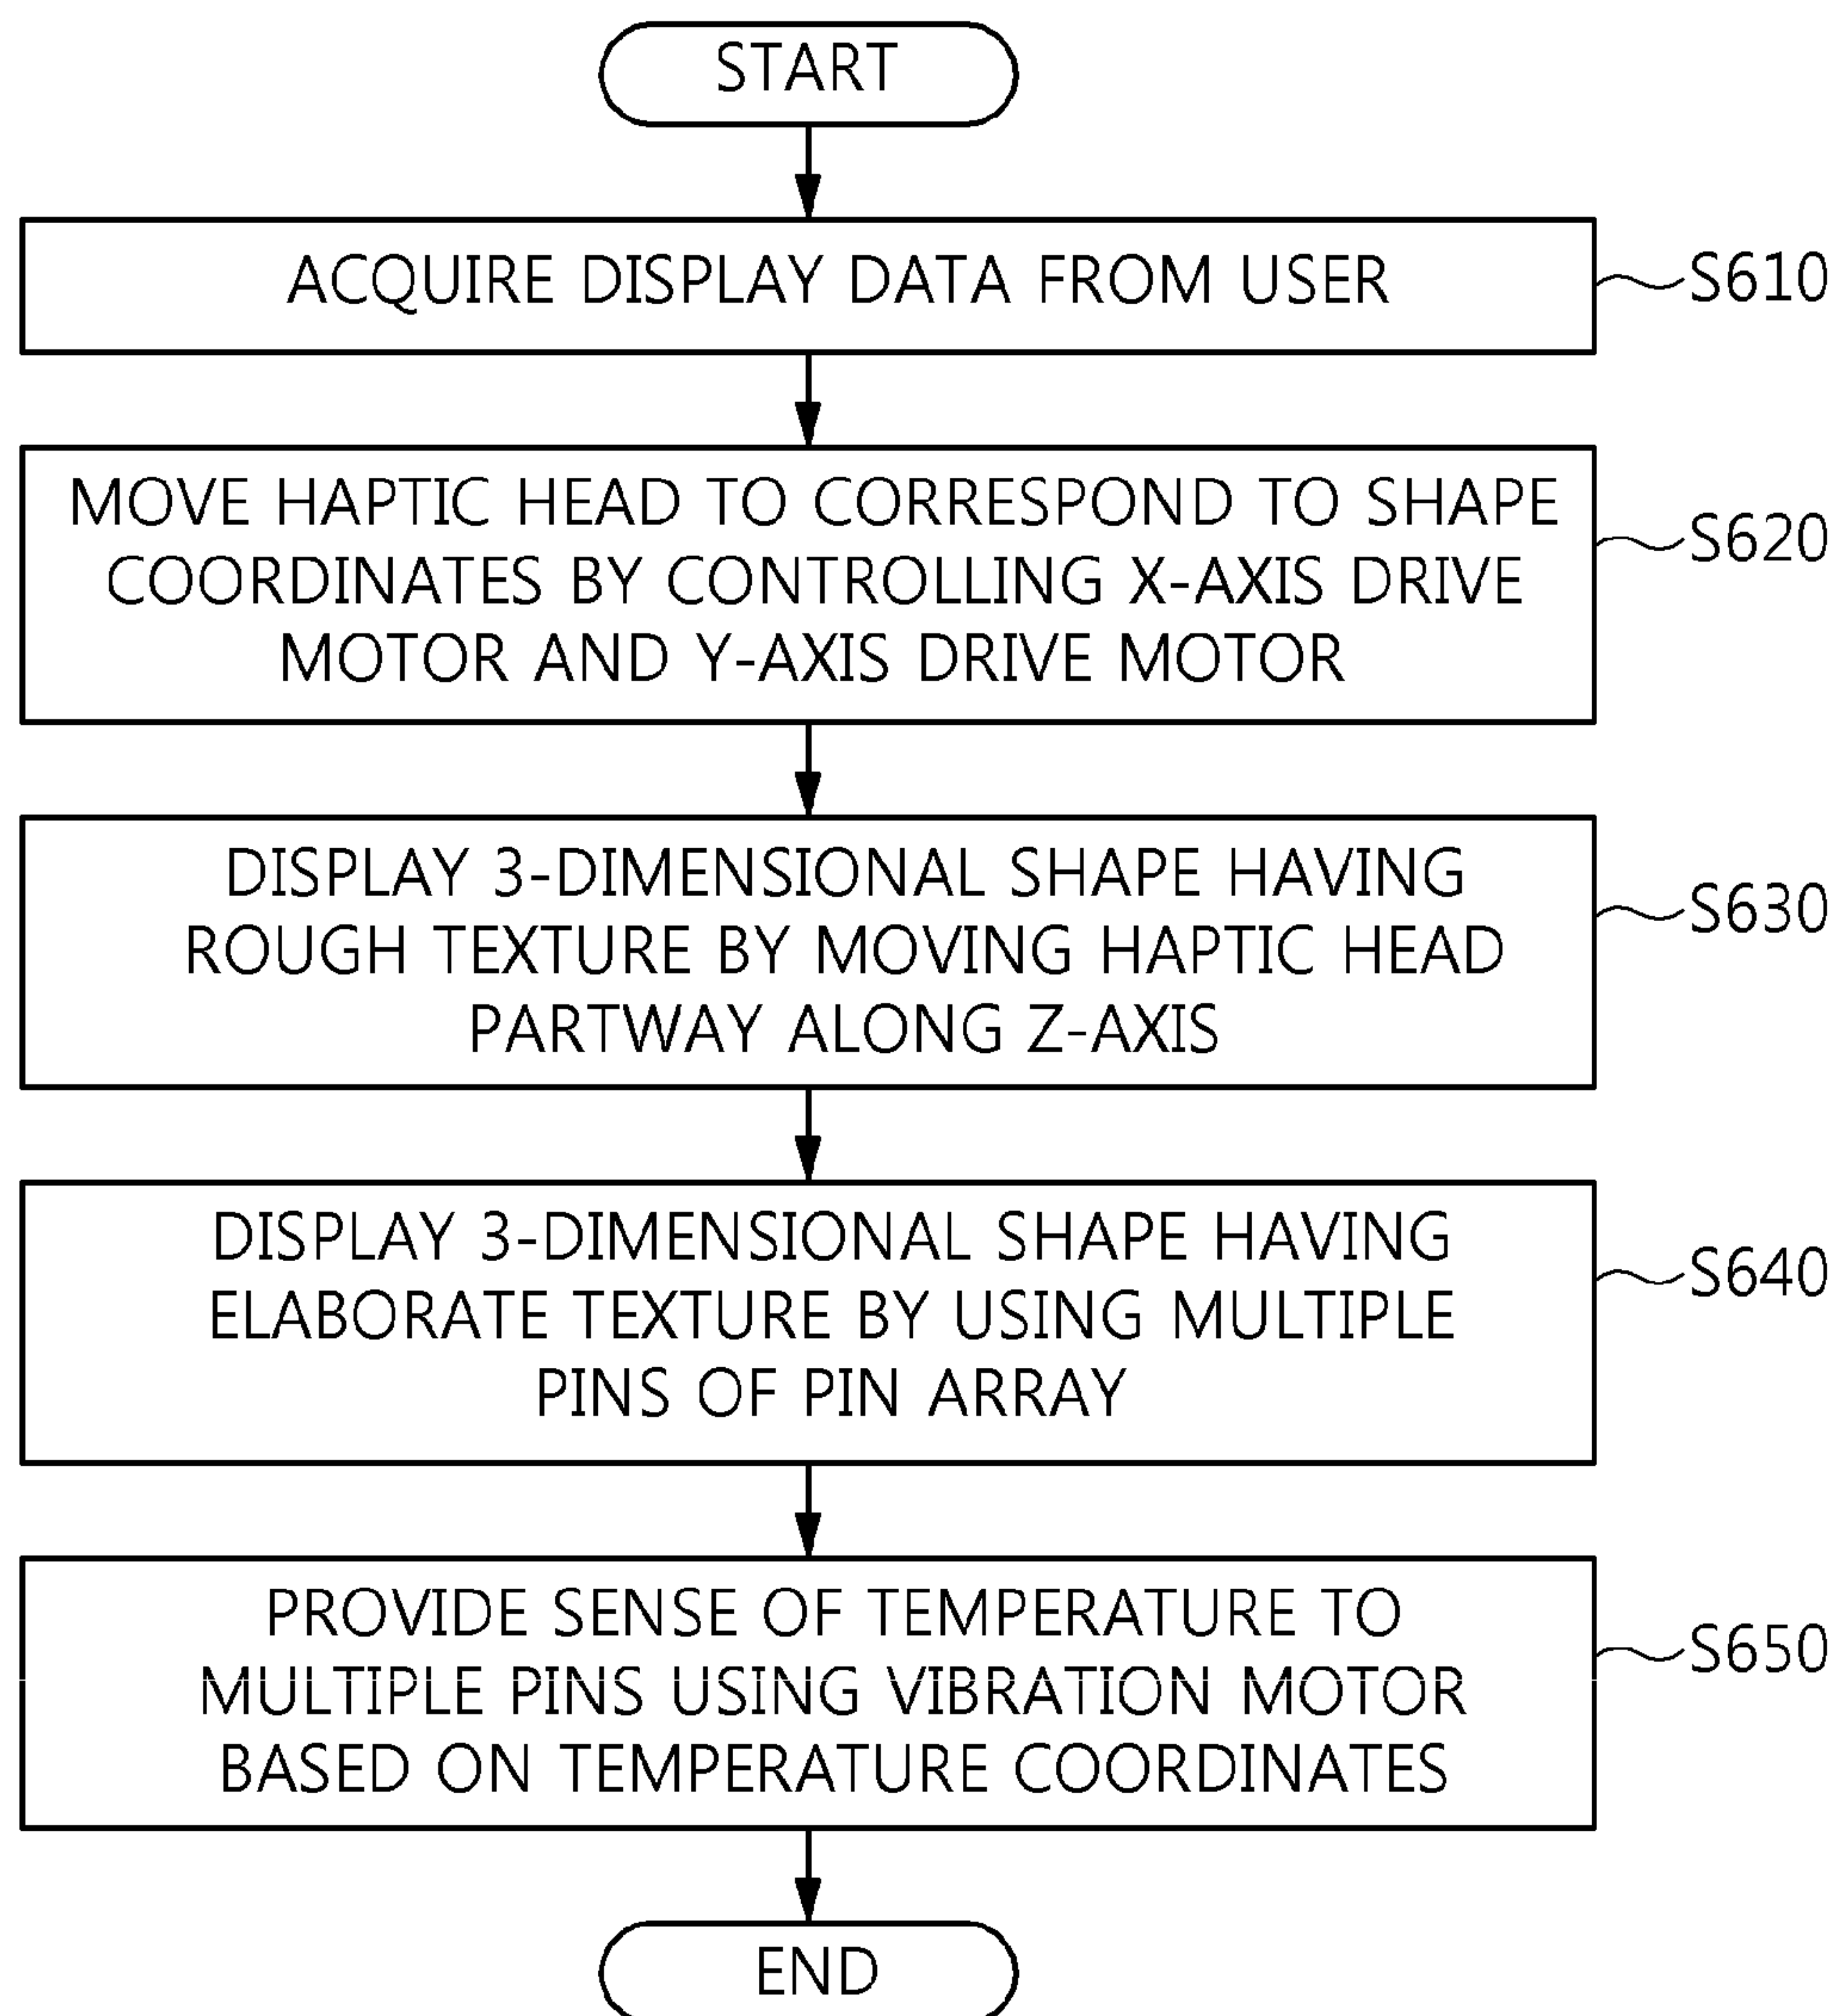 START
ACQUIRE DISPLAY DATA FROM USER
S610
MOVE HAPTIC HEAD TO CORRESPOND TO SHAPE
COORDINATES BY CONTROLLING X-AXIS DRIVE
MOTOR AND Y-AXIS DRIVE MOTOR
S620
DISPLAY 3-DIMENSIONAL SHAPE HAVING
ROUGH TEXTURE BY MOVING HAPTIC HEAD
PARTWAY ALONG Z-AXIS
S630
DISPLAY 3-DIMENSIONAL SHAPE HAVING
ELABORATE TEXTURE BY USING MULTIPLE
PINS OF PIN ARRAY
S640
PROVIDE SENSE OF TEMPERATURE TO
MULTIPLE PINS USING VIBRATION MOTOR
BASED ON TEMPERATURE COORDINATES
S650
END